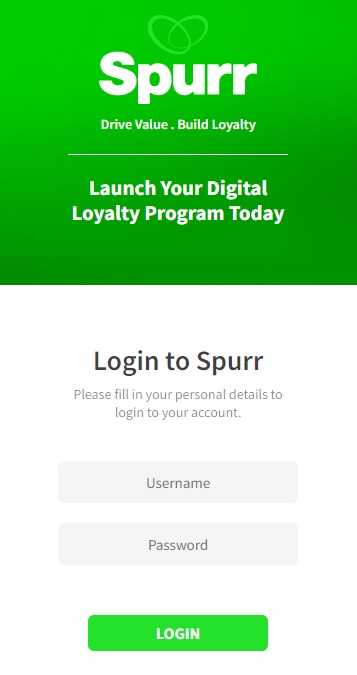 Spurr
Drive Value . Build Loyalty
Launch Your Digital
Loyalty Program Today
Login to Spurr
Please fill in your personal details to
login to your account.
Username
Password
LOGIN